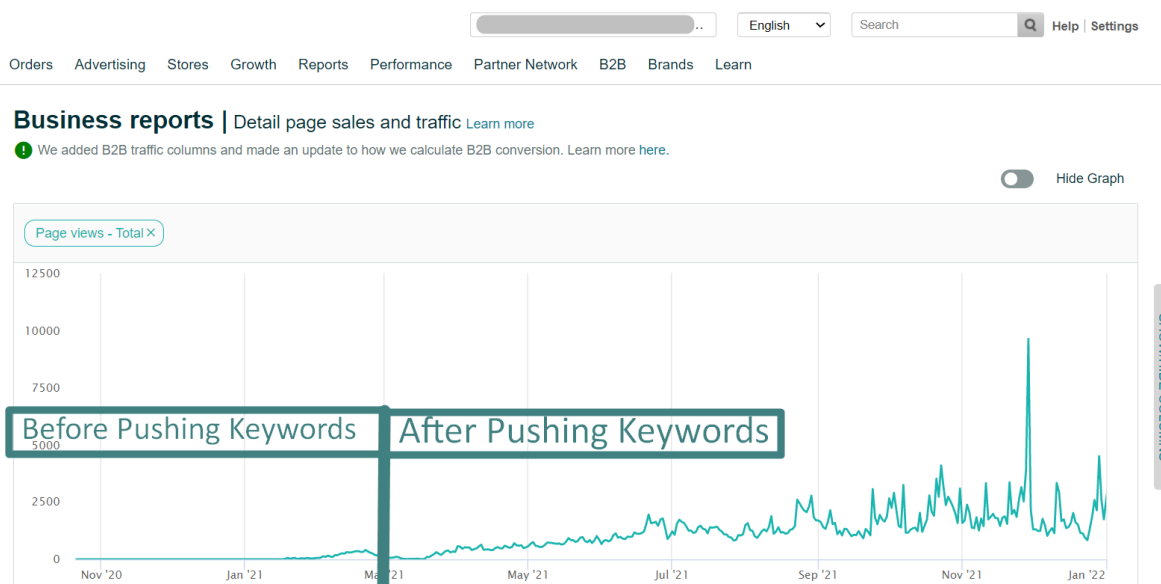 ..
English
Search
Help | Settings
Orders Advertising Stores Growth Reports Performance Partner Network B2B Brands Learn
Business reports | Detail page sales and traffic Learn more
! We added B2B traffic columns and made an update to how we calculate B2B conversion. Learn more here.
Hide Graph
Page views - Total ×
12500
10000
7500
Before Pushing Keywords
After Pushing Keywords
5000
2500
0
Nov '20 Jan '21 '21 May '21 Jul '21 Sep '21 Nov '21 Jan '22